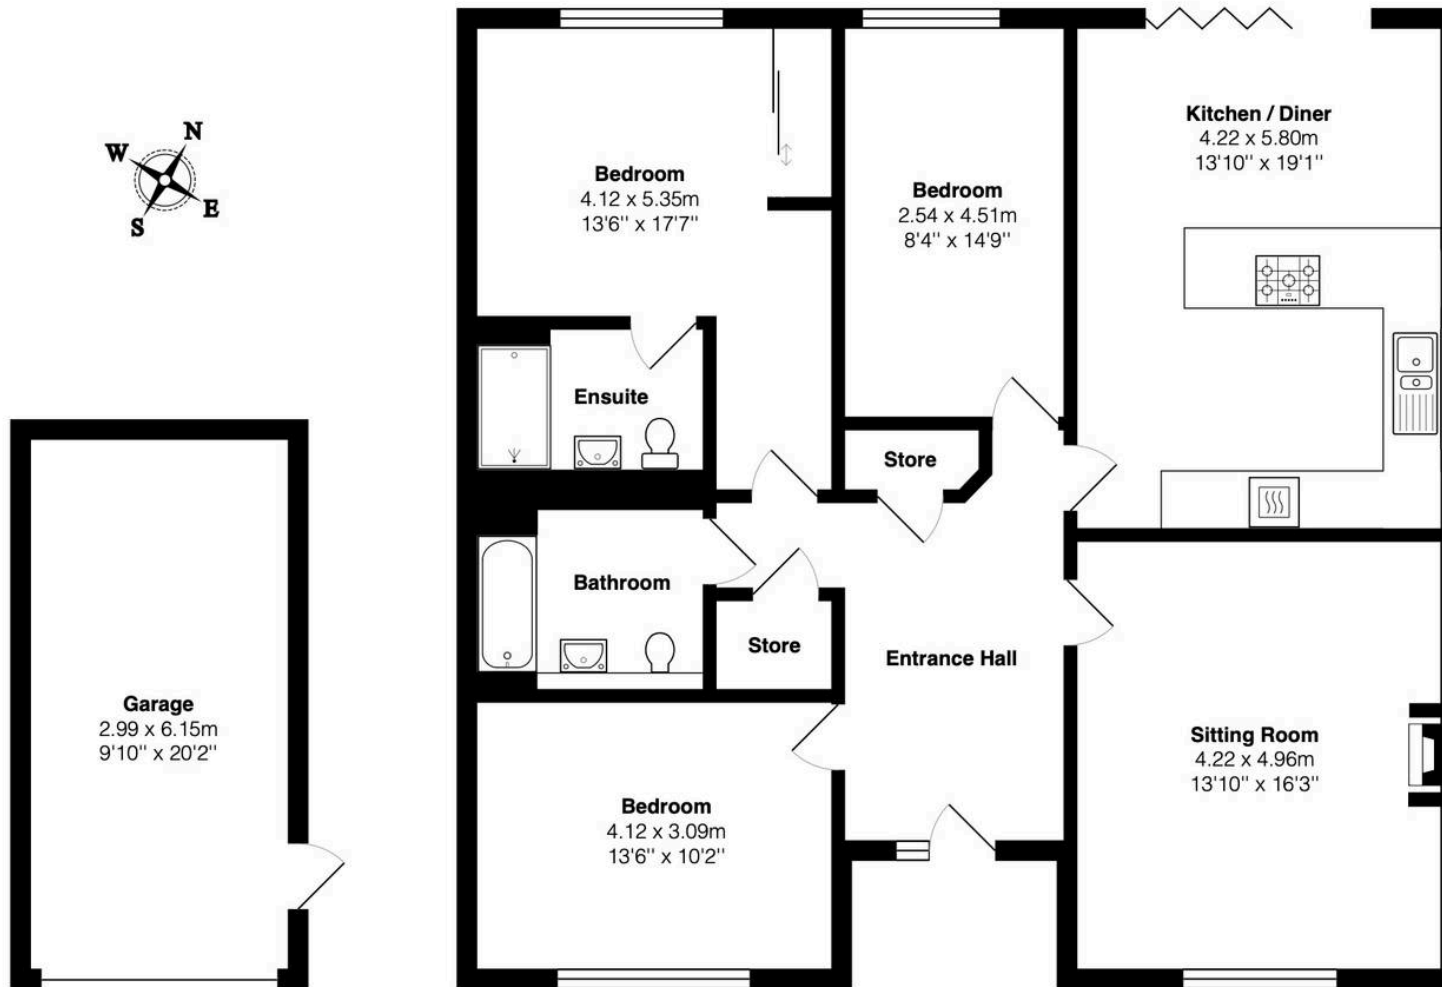 N
W
E
S
Bedroom
4.12 x 5.35m
13'6'' x 17'7''
Bedroom
2.54 x 4.51m
8'4'' x 14'9''
Kitchen / Diner
4.22 x 5.80m
13'10'' x 19'1''
Ensuite
Store
Bathroom
Store
Entrance Hall
Garage
2.99 x 6.15m
9'10'' x 20'2''
Bedroom
4.12 x 3.09m
13'6'' x 10'2''
Sitting Room
4.22 x 4.96m
13'10'' x 16'3''